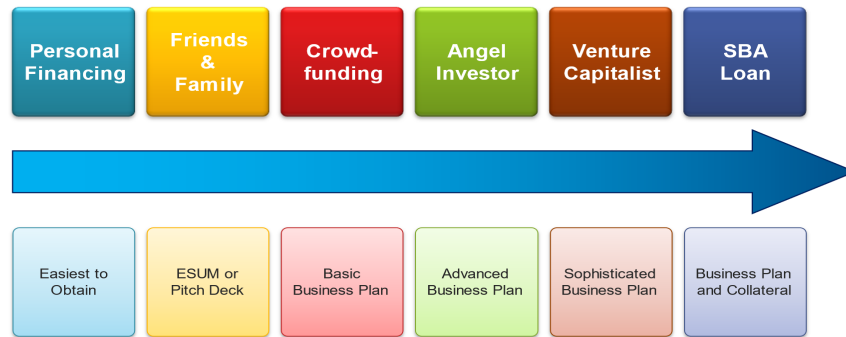 Personal
Financing
Friends
&
Family
Crowd-
funding
Angel
Investor
Venture
Capitalist
SBA
Loan
Easiest to
Obtain
ESUM or
Pitch Deck
Basic
Business Plan
Advanced
Business Plan
Sophisticated
Business Plan
Business Plan
and Collateral